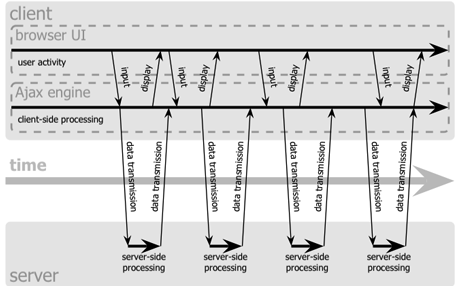 client
browser UI
user activity
input
display
input
display
input
display
input
display
Ajax engine
client-side processing
data transmission
data transmission
data transmission
data transmission
data transmission
data transmission
data transmission
data transmission
time
server-side
processing
server-side
processing
server-side
processing
server-side
processing
server